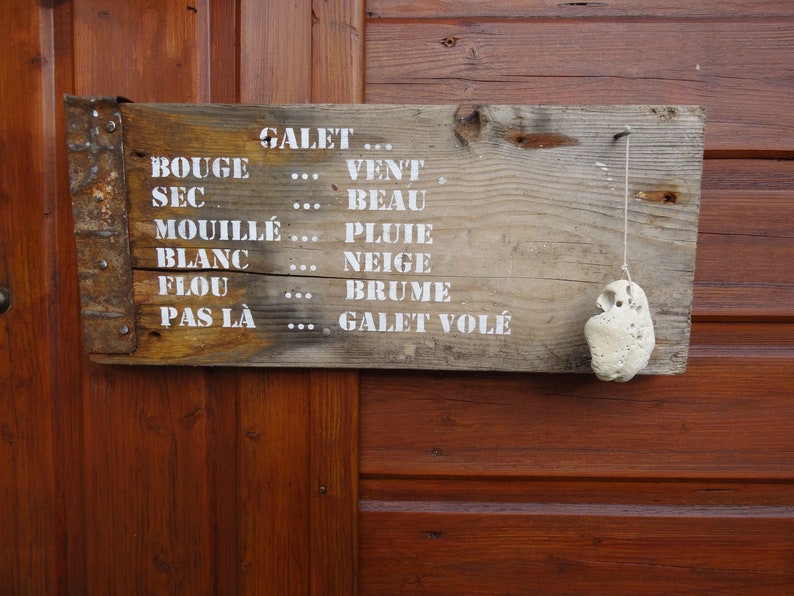 GALET ...
BOUGE ... VENT
SEC ... BEAU
MOUILLÉ ... PLUIE
BLANC ... NEIGE
FLOU ... BRUME
PAS LÀ ... GALET VOLÉ